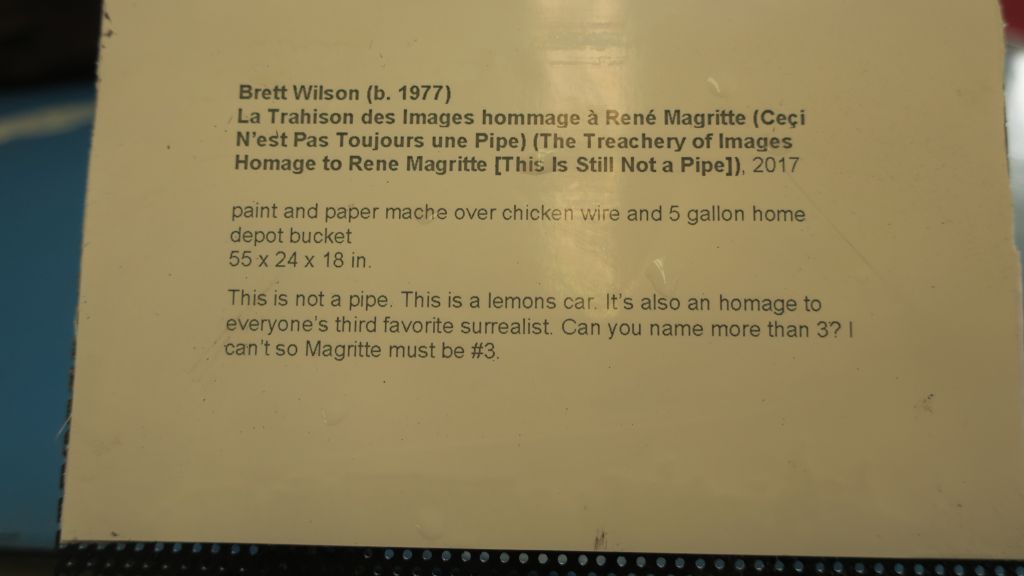 Brett Wilson (b. 1977)
La Trahison des Images hommage à René Magritte (Ceçi
N'est Pas Toujours une Pipe) (The Treachery of Images
Homage to Rene Magritte [This Is Still Not a Pipe]), 2017
paint and paper mache over chicken wire and 5 gallon home
depot bucket
55 x 24 x 18 in.
This is not a pipe. This is a lemons car. It's also an homage to
everyone's third favorite surrealist. Can you name more than 3? I
can't so Magritte must be #3.